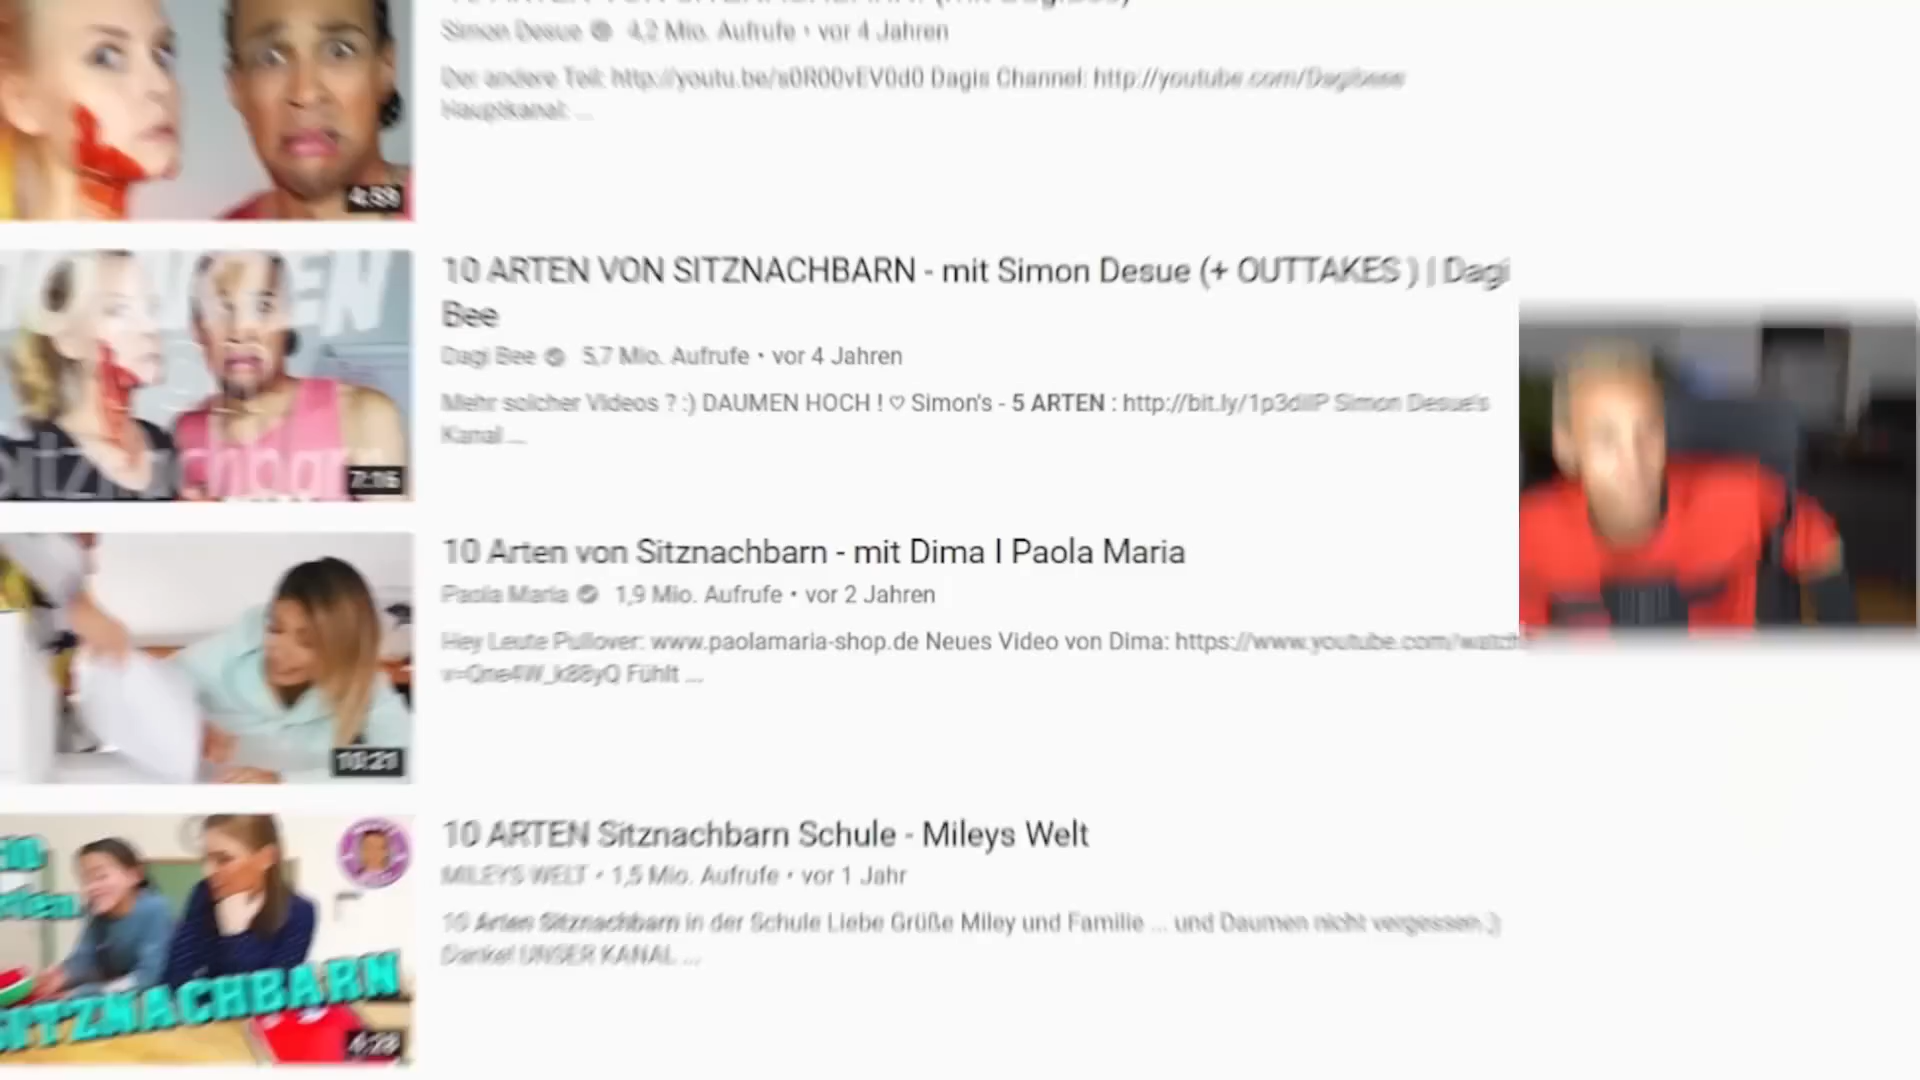 Simon Desue 4,2 Mio. Aufrufe • vor 4 Jahren
Der andere Teil: http://youtu.be/s0R00vEV0d0 Dagis Channel: http://youtube.com/Dagibeee
Hauptkanal: ...
4:58
10 ARTEN VON SITZNACHBARN - mit Simon Desue (+ OUTTAKES ) | Dagi
Bee
Dagi Bee 5,7 Mio. Aufrufe • vor 4 Jahren
Mehr solcher Videos ? :) DAUMEN HOCH ! ♡ Simon's - 5 ARTEN : http://bit.ly/1p3dilP Simon Desue's
Kanal ...
7:16
10 Arten von Sitznachbarn - mit Dima I Paola Maria
Paola Maria 1,9 Mio. Aufrufe • vor 2 Jahren
Hey Leute Pullover: www.paolamaria-shop.de Neues Video von Dima: https://www.youtube.com/watch?
v=Qne4W_k88yQ Fühlt ...
10:21
10 ARTEN Sitznachbarn Schule - Mileys Welt
MILEYS WELT • 1,5 Mio. Aufrufe • vor 1 Jahr
10 Arten Sitznachbarn in der Schule Liebe Grüße Miley und Familie ... und Daumen nicht vergessen ;)
Danke! UNSER KANAL ...
SITZNACHBARN
4:28